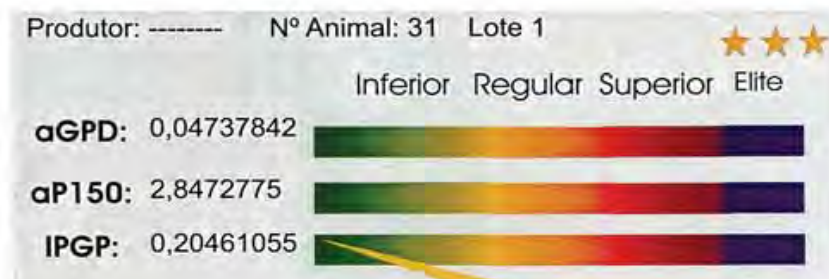 Produtor: -------- Nº Animal: 31 Lote 1
Inferior Regular Superior Elite
aGPD: 0,04737842
aP150: 2,8472775
IPGP: 0,20461055